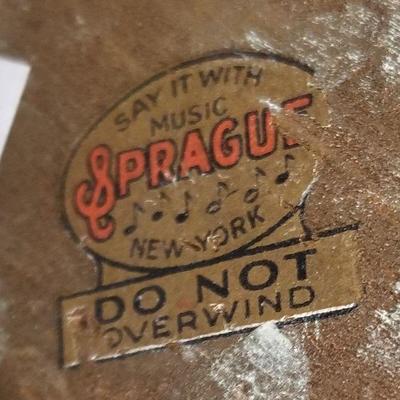 SAY IT WITH
MUSIC
SPRAGUE
NEW YORK
DO NOT
OVERWIND